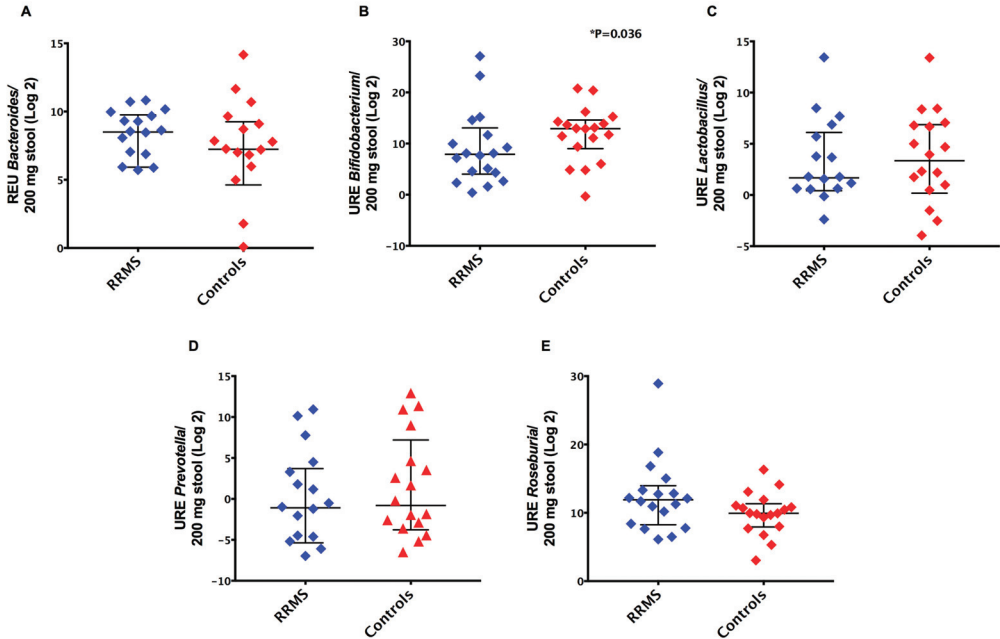 A
REU Bacteroides/
200 mg stool (Log 2)
15
10
5
0
RRMS
Controls
B
*P=0.036
URE Bifidobacterium/
200 mg stool (Log 2)
30
20
10
0
−10
RRMS
Controls
C
URE Lactobacillus/
200 mg stool (Log 2)
15
10
5
0
−5
RRMS
Controls
D
URE Prevotella/
200 mg stool (Log 2)
15
10
5
−0
−5
−10
RRMS
Controls
E
URE Roseburia/
200 mg stool (Log 2)
30
20
10
0
RRMS
Controls